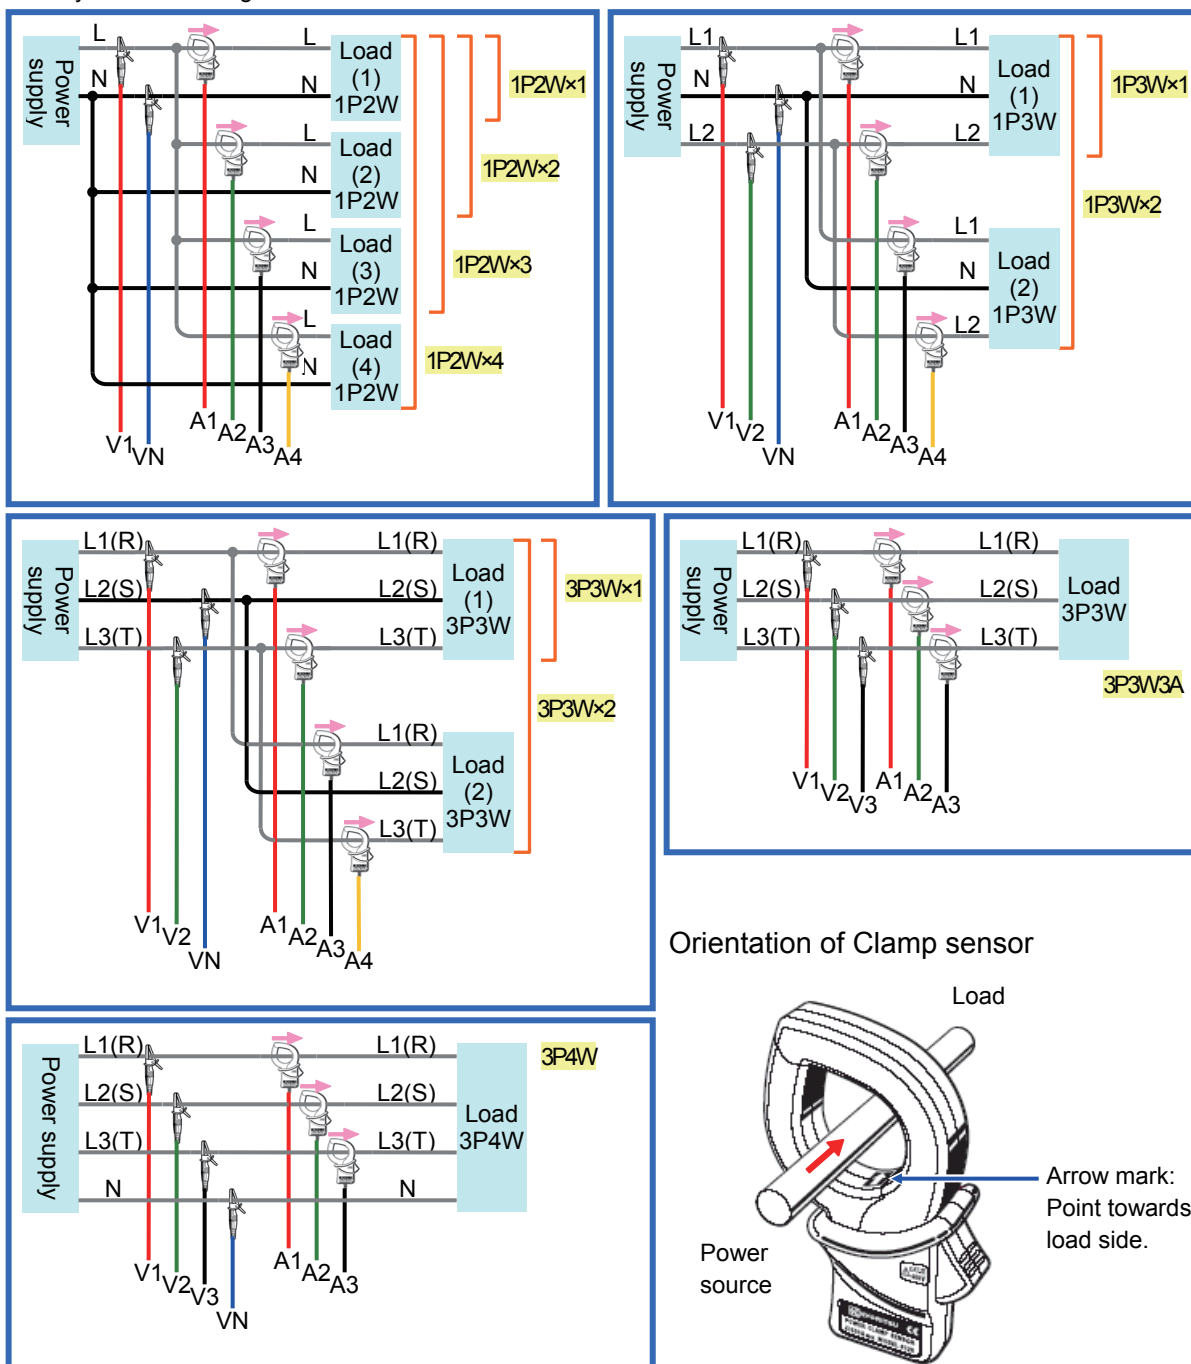 L
L
Power supply
N
N
Load
(1)
1P2W
1P2W×1
L
N
Load
(2)
1P2W
1P2W×2
L
N
Load
(3)
1P2W
1P2W×3
L
N
Load
(4)
1P2W
1P2W×4
V1
VN
A1
A2
A3
A4
L1
L1
Power supply
N
N
L2
L2
Load
(1)
1P3W
1P3W×1
L1
N
L2
Load
(2)
1P3W
1P3W×2
V1
V2
VN
A1
A2
A3
A4
L1(R)
L1(R)
Power supply
L2(S)
L2(S)
L3(T)
L3(T)
Load
(1)
3P3W
3P3W×1
L1(R)
L2(S)
L3(T)
Load
(2)
3P3W
3P3W×2
V1
V2
VN
A1
A2
A3
A4
L1(R)
L1(R)
Power supply
L2(S)
L2(S)
L3(T)
L3(T)
Load
3P3W
3P3W3A
V1
V2
V3
A1
A2
A3
L1(R)
L1(R)
Power supply
L2(S)
L2(S)
L3(T)
L3(T)
N
N
Load
3P4W
3P4W
V1
V2
V3
VN
A1
A2
A3
Orientation of Clamp sensor
Load
Arrow mark:
Point towards
load side.
Power
source
POWER CLAMP SENSOR